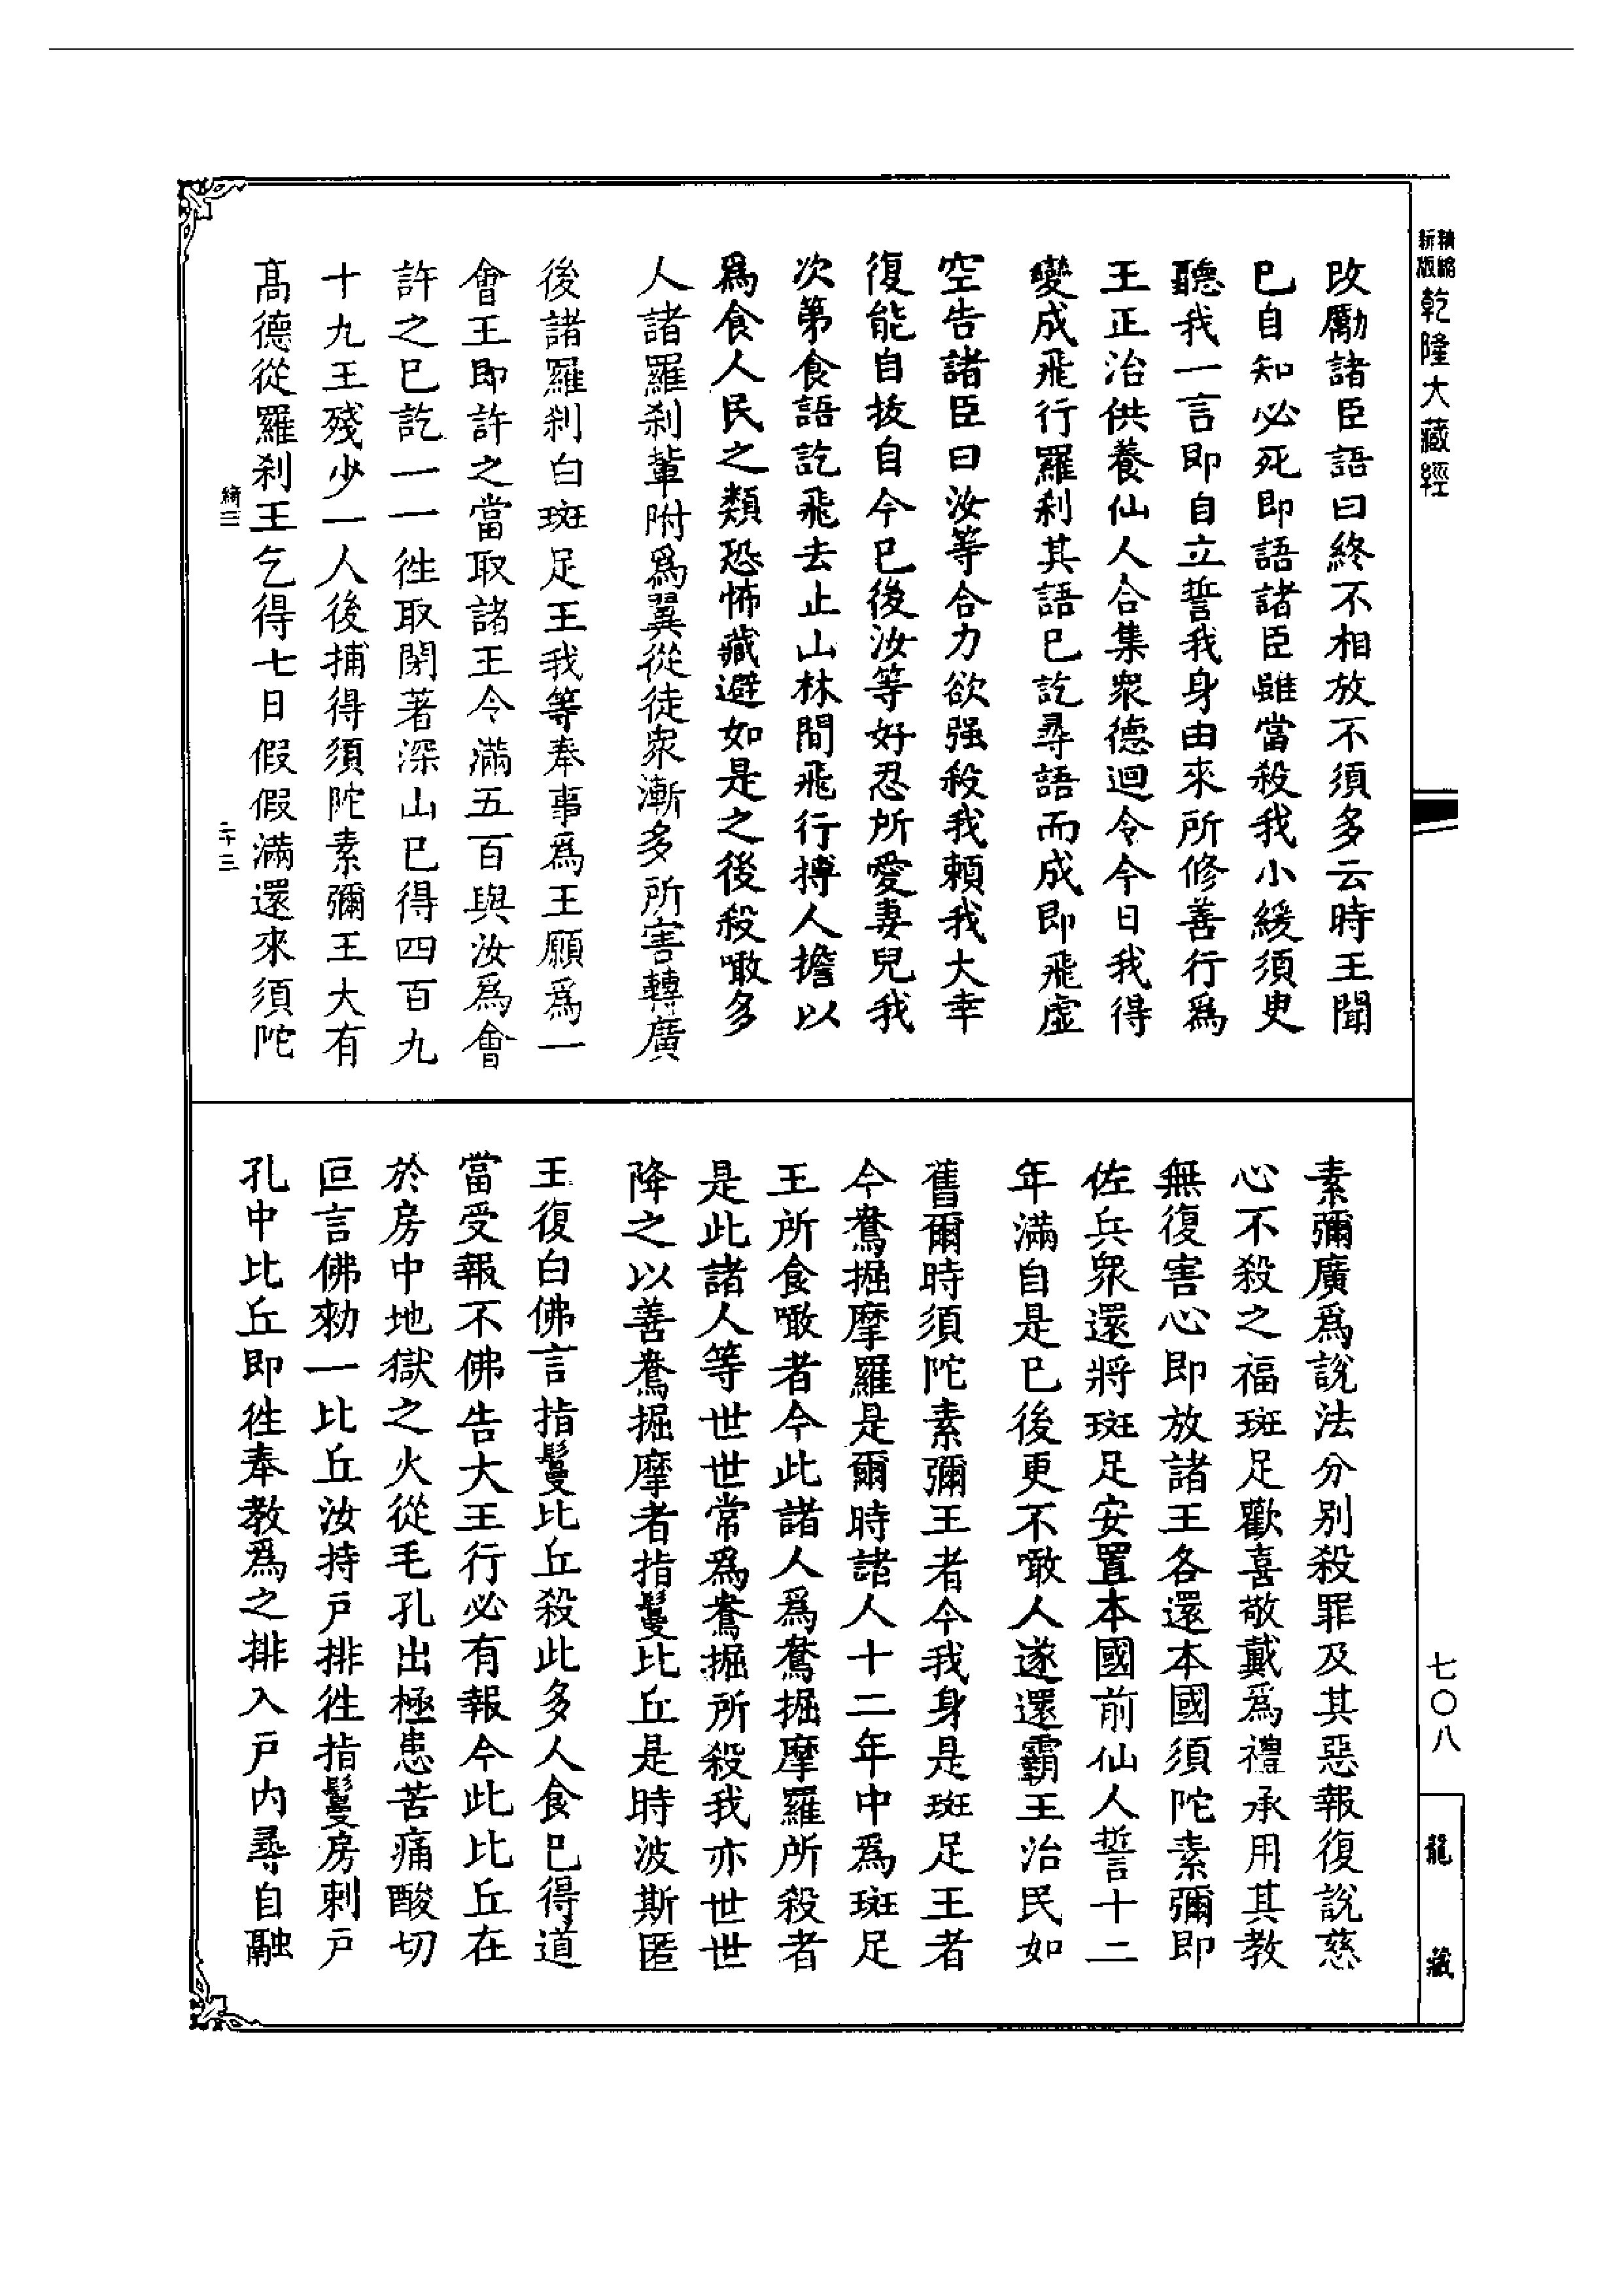 精縮
新版
乾隆大藏經
改勵諸臣語曰終不相放不須多云時王聞
已自知必死即語諸臣雖當殺我小緩須臾
聽我一言即自立誓我身由來所修善行為
王正治供養仙人合集衆德迴令今日我得
變成飛行羅刹其語已訖尋語而成即飛虛
空告諸臣曰汝等合力欲强殺我賴我大幸
復能自拔自今已後汝等好忍所愛妻兒我
次第食語訖飛去止山林間飛行搏人擔以
為食人民之類恐怖藏避如是之後殺噉多
人諸羅刹輩附為翼從徒衆漸多所害轉廣
後諸羅刹白斑足王我等奉事為王願為一
會王即許之當取諸王令滿五百與汝為會
許之已訖一一徃取閉著深山已得四百九
十九王殘少一人後捕得須陀素彌王大有
高德從羅刹王乞得七日假假滿還來須陀
綺三
二十三
素彌廣為說法分別殺罪及其惡報復說慈
心不殺之福斑足歡喜敬戴為禮承用其教
無復害心即放諸王各還本國須陀素彌即
佐兵衆還將斑足安置本國前仙人誓十二
年滿自是已後更不噉人遂還霸王治民如
舊爾時須陀素彌王者今我身是斑足王者
今鴦掘摩羅是爾時諸人十二年中為斑足
王所食噉者今此諸人為鴦掘摩羅所殺者
是此諸人等世世常為鴦掘所殺我亦世世
降之以善鴦掘摩者指鬘比丘是時波斯匿
王復白佛言指鬘比丘殺此多人食已得道
當受報不佛告大王行必有報今此比丘在
於房中地獄之火從毛孔出極患苦痛酸切
叵言佛勑一比丘汝持戶排徃指鬘房剌戶
孔中比丘即徃奉教為之排入戶內尋自融
七〇八
龍藏